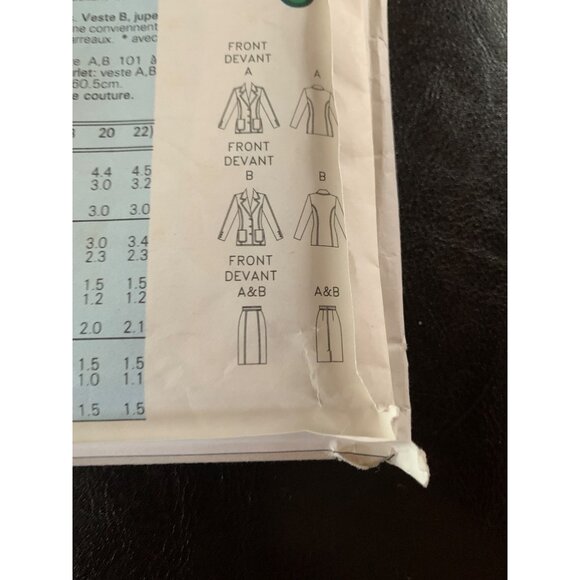 . Veste B, jupe
ne conviennent
arreaux. * avec
e A,B 101 à
rlet: veste A,B
60.5cm.
e couture.
20 22)
4.4 4.5
3.0 3.2
3.0 3.0
3.0 3.4
2.3 2.3
1.5 1.5
1.2 1.2
2.0 2.1
1.5 1.5
1.0 1.1
1.5 1.5
FRONT
DEVANT
A A
FRONT
DEVANT
B B
FRONT
DEVANT
A&B A&B